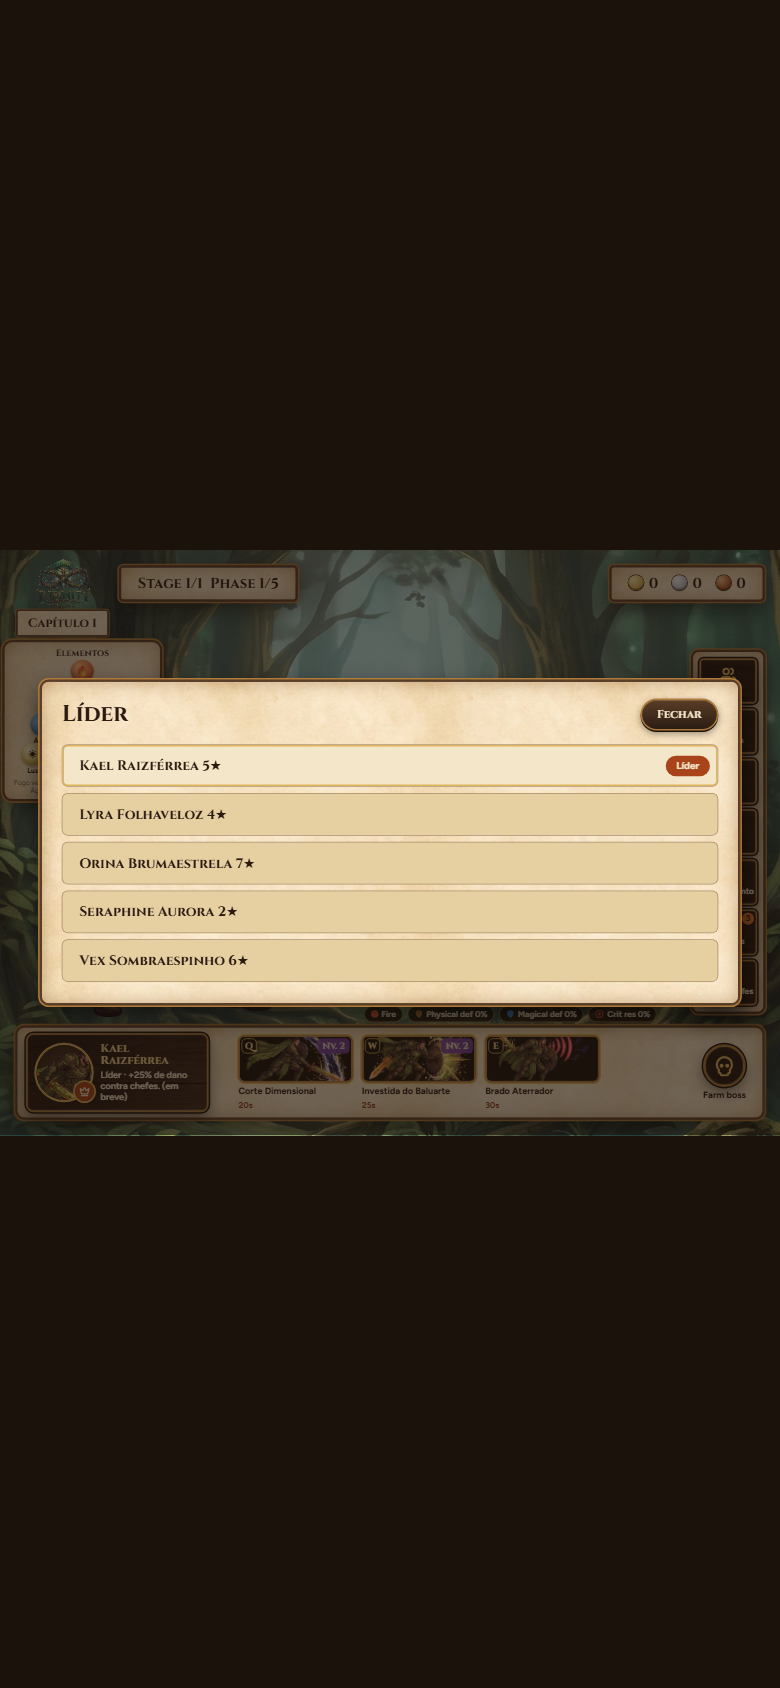 Stage 1/1 Phase 1/5
0 0 0
Capítulo 1
Elementos
Líder
Fechar
Kael Raizférrea 5★
Líder
Lyra Folhaveloz 4★
Orina Brumaestrela 7★
Seraphine Aurora 2★
Vex Sombraespinho 6★
3
Fire
Physical def 0%
Magical def 0%
Crit res 0%
Kael
Raizférrea
Líder · +25% de dano
contra chefes. (em
breve)
Q
Nv. 2
Corte Dimensional
20s
W
Nv. 2
Investida do Baluarte
25s
E
Brado Aterrador
30s
Farm boss